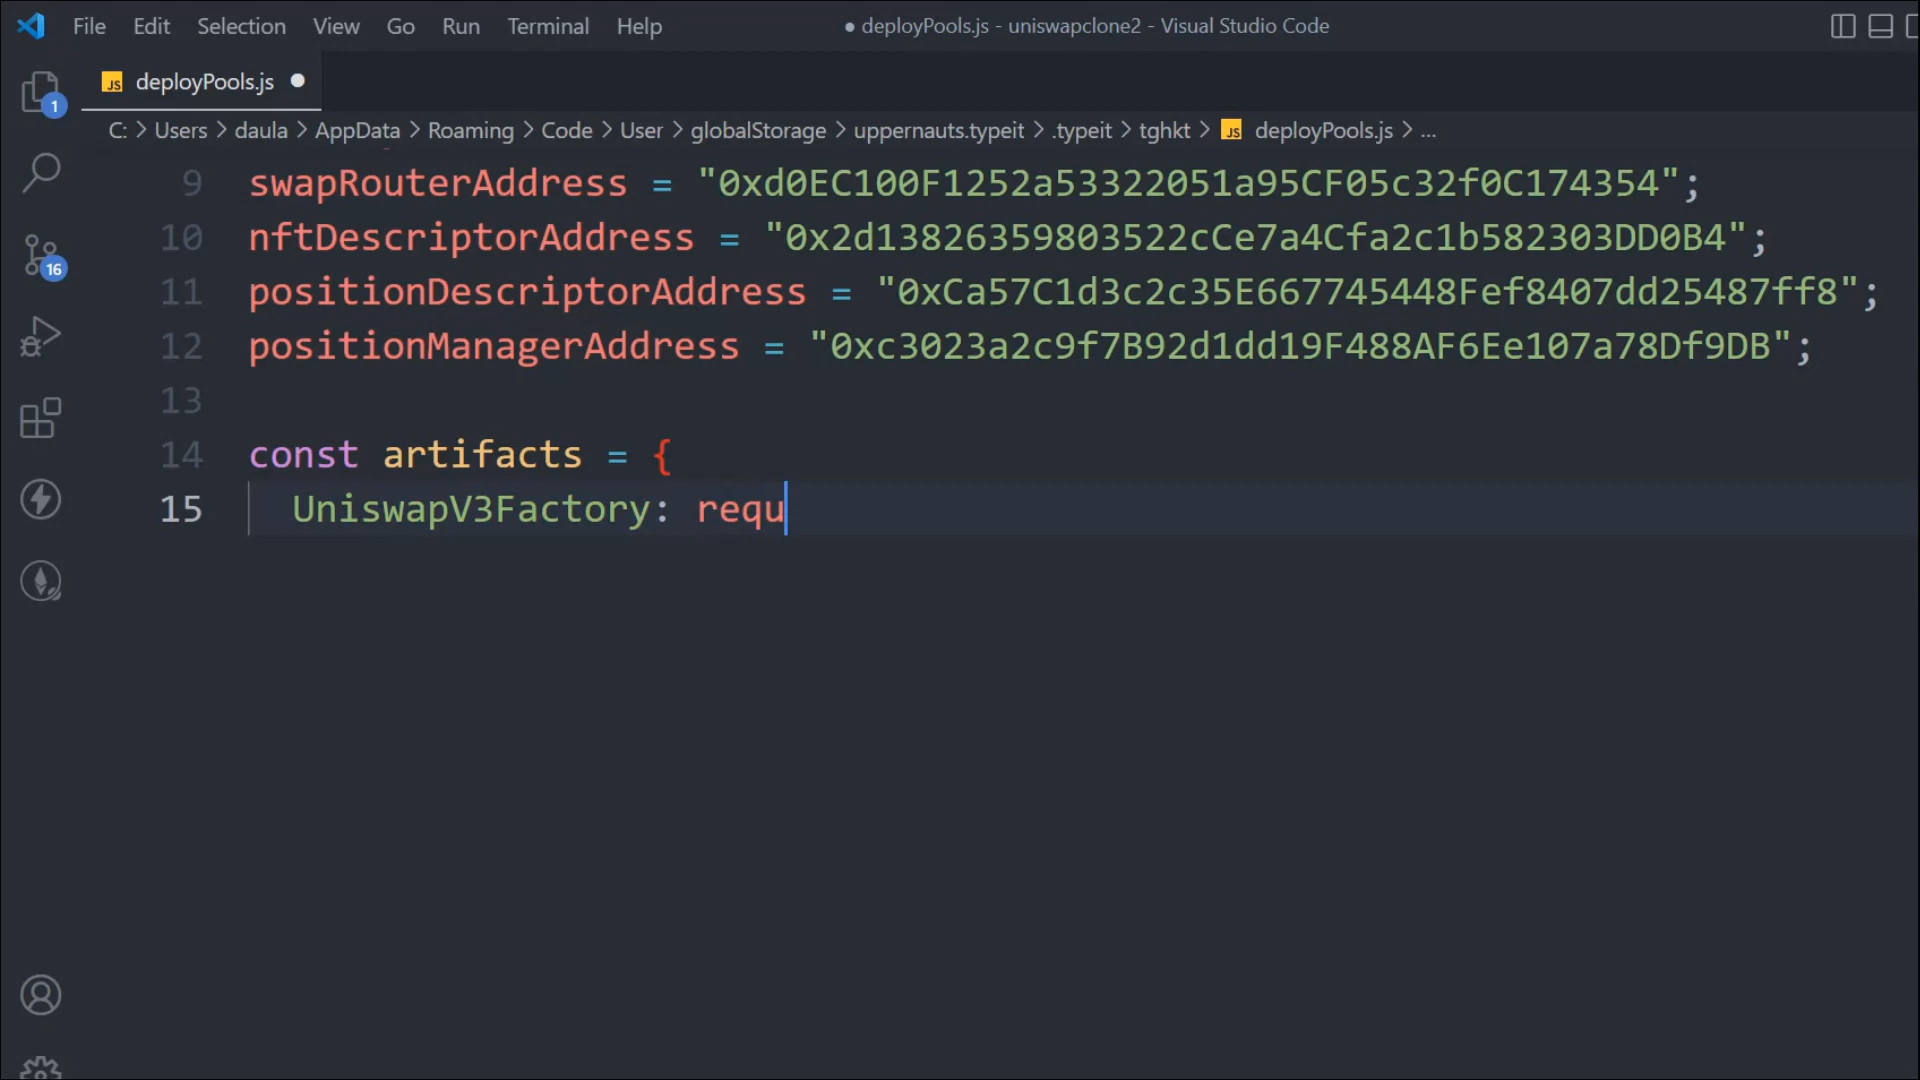 File Edit Selection View Go Run Terminal Help ● deployPools.js - uniswapclone2 - Visual Studio Code
JS deployPools.js ●
1
C: > Users > daula > AppData > Roaming > Code > User > globalStorage > uppernauts.typeit > .typeit > tghkt > JS deployPools.js > ...
9 swapRouterAddress = "0xd0EC100F1252a53322051a95CF05c32f0C174354";
10 nftDescriptorAddress = "0x2d13826359803522cCe7a4Cfa2c1b582303DD0B4";
16
11 positionDescriptorAddress = "0xCa57C1d3c2c35E667745448Fef8407dd25487ff8";
12 positionManagerAddress = "0xc3023a2c9f7B92d1dd19F488AF6Ee107a78Df9DB";
13
14 const artifacts = {
15 UniswapV3Factory: requ